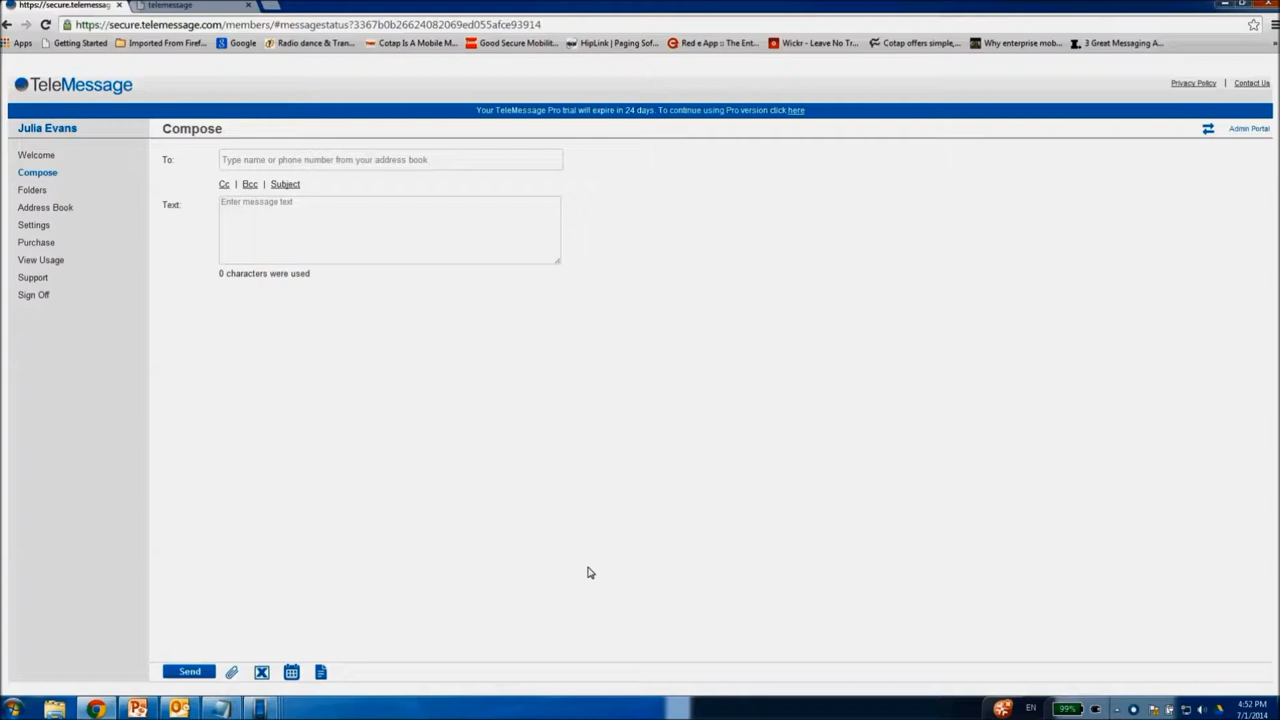 https://secure.telemessag × telemessage ×
https://secure.telemessage.com/members/#messagestatus?3367b0b26624082069ed055afce93914
Apps Getting Started Imported From Firef... Google Radio dance & Tran... Cotap Is A Mobile M... Good Secure Mobilit... HipLink | Paging Sof... Red e App :: The Ent... Wickr - Leave No Tr... Cotap offers simple,... Why enterprise mob... 3 Great Messaging A...
TeleMessage
Privacy Policy | Contact Us
Your TeleMessage Pro trial will expire in 24 days. To continue using Pro version click here
Julia Evans
Compose
Admin Portal
Welcome
Compose
Folders
Address Book
Settings
Purchase
View Usage
Support
Sign Off
To: Type name or phone number from your address book
Cc | Bcc | Subject
Text: Enter message text
0 characters were used
Send
EN 99% 4:52 PM
7/1/2014